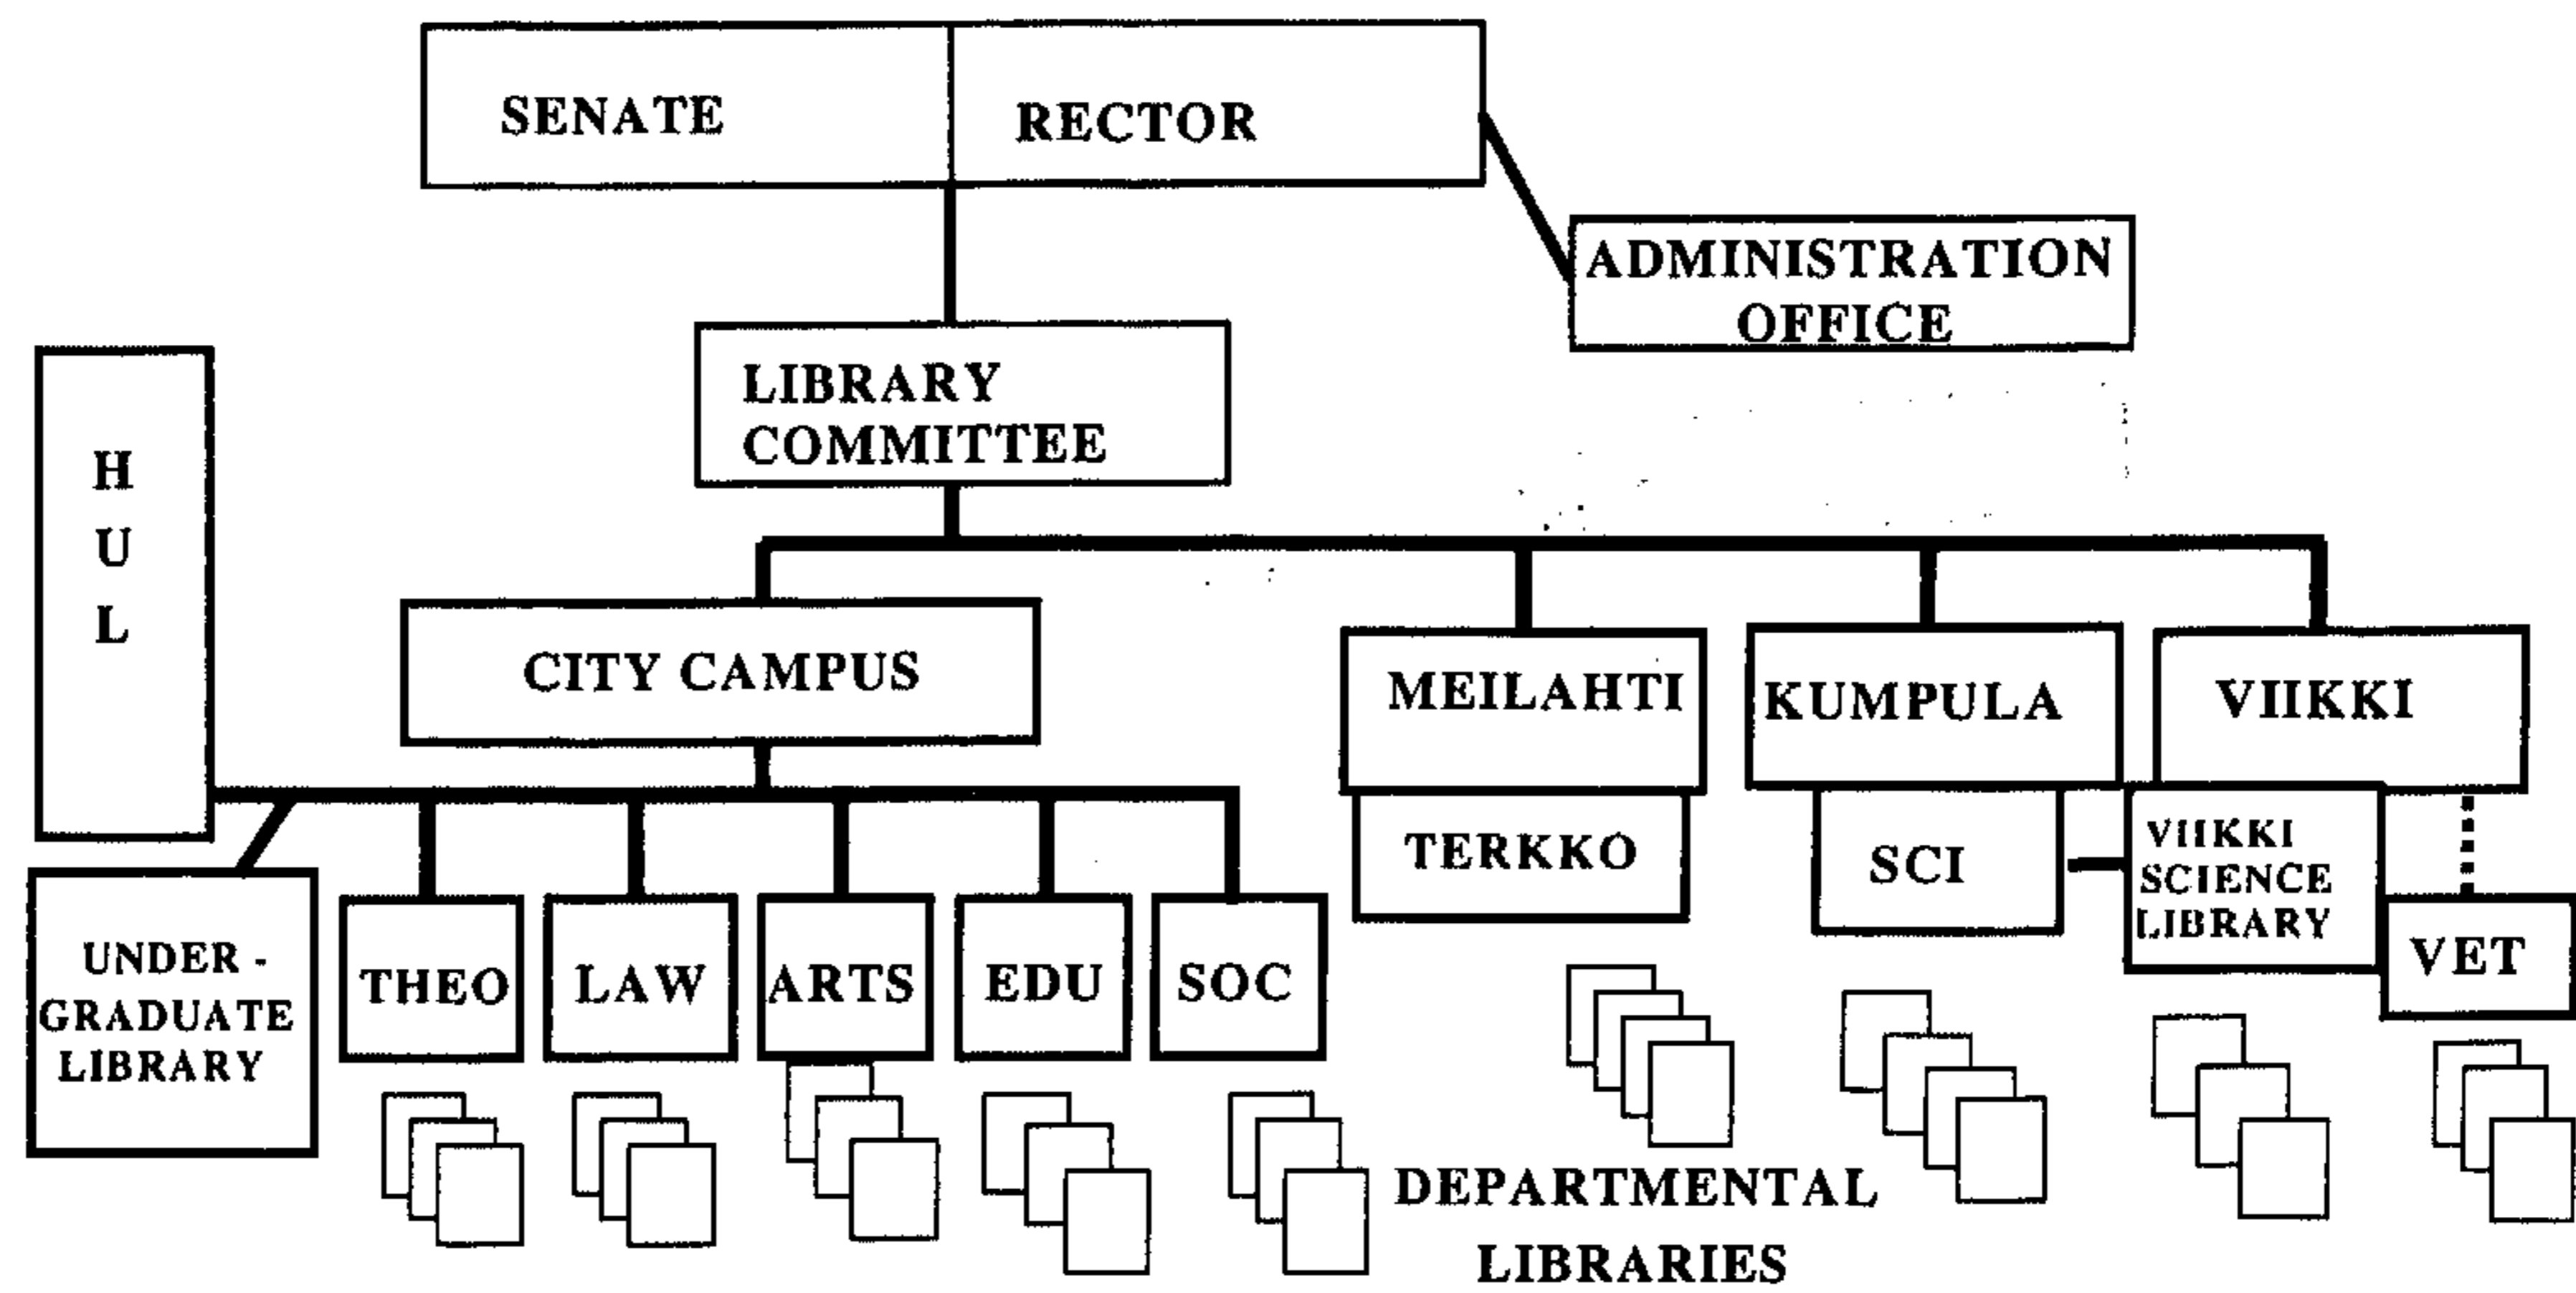 SENATE
RECTOR
ADMINISTRATION
OFFICE
LIBRARY
COMMITTEE
H
U
L
CITY CAMPUS
MEILAHTI
KUMPULA
VIIKKI
TERKKO
SCI
VIIKKI
SCIENCE
LIBRARY
VET
UNDER -
GRADUATE
LIBRARY
THEO
LAW
ARTS
EDU
SOC
DEPARTMENTAL
LIBRARIES